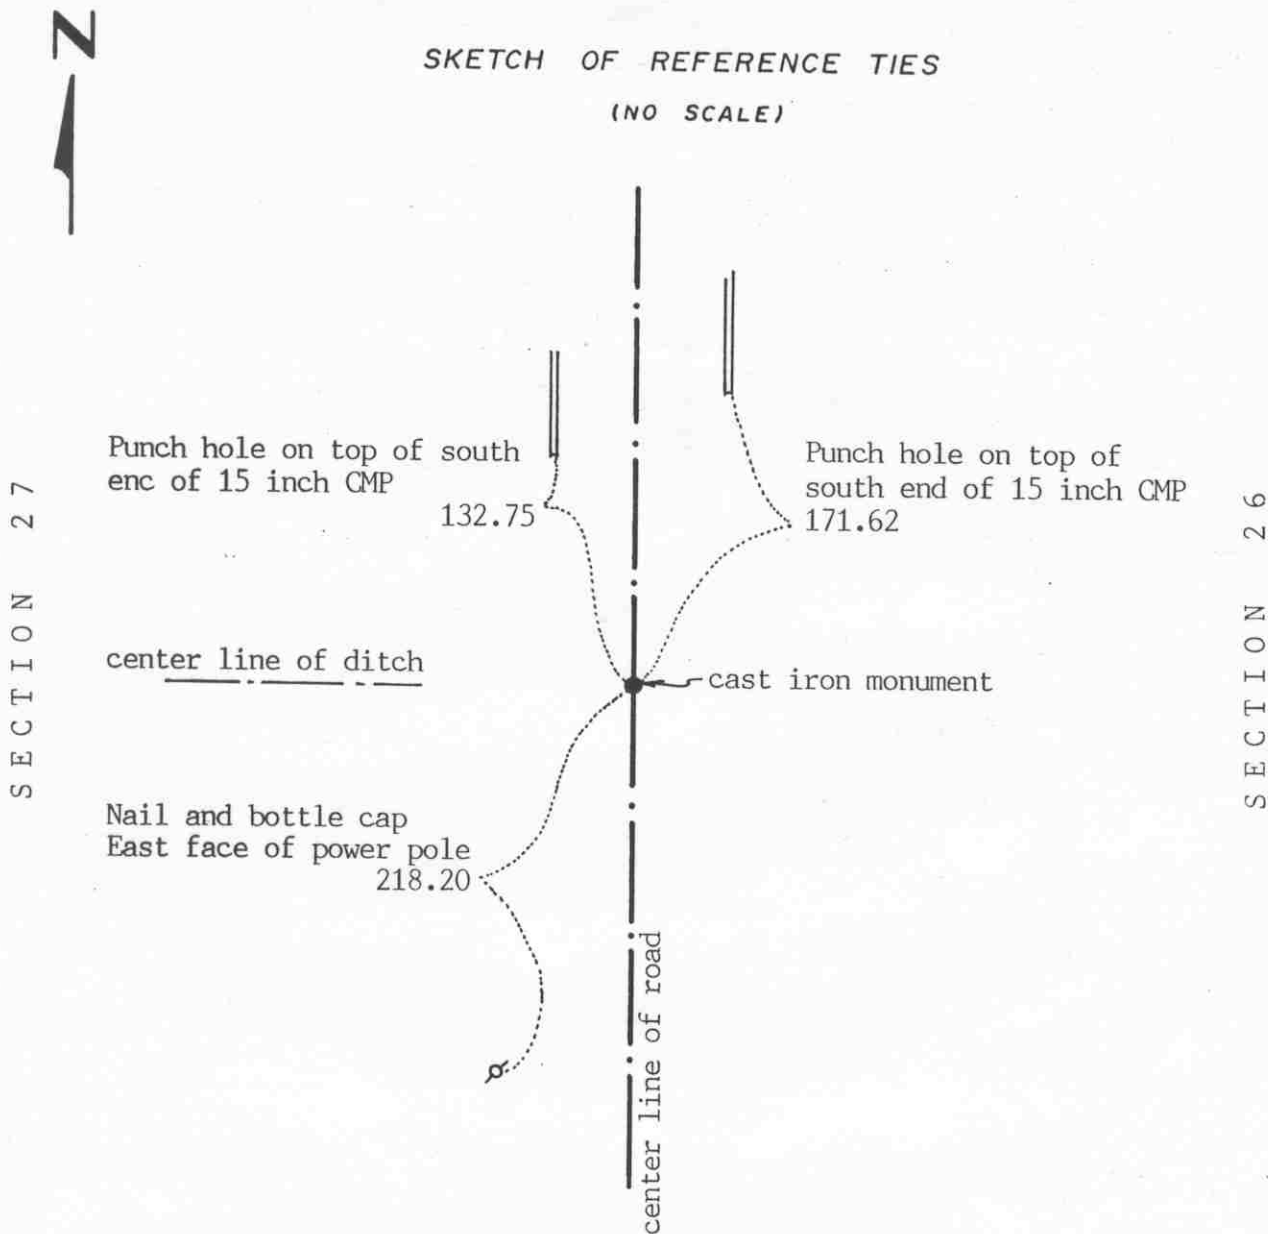 N
SKETCH OF REFERENCE TIES
(NO SCALE)
Punch hole on top of south
enc of 15 inch CMP
132.75
Punch hole on top of
south end of 15 inch CMP
171.62
SECTION 27
SECTION 26
center line of ditch
cast iron monument
Nail and bottle cap
East face of power pole
218.20
center line of road